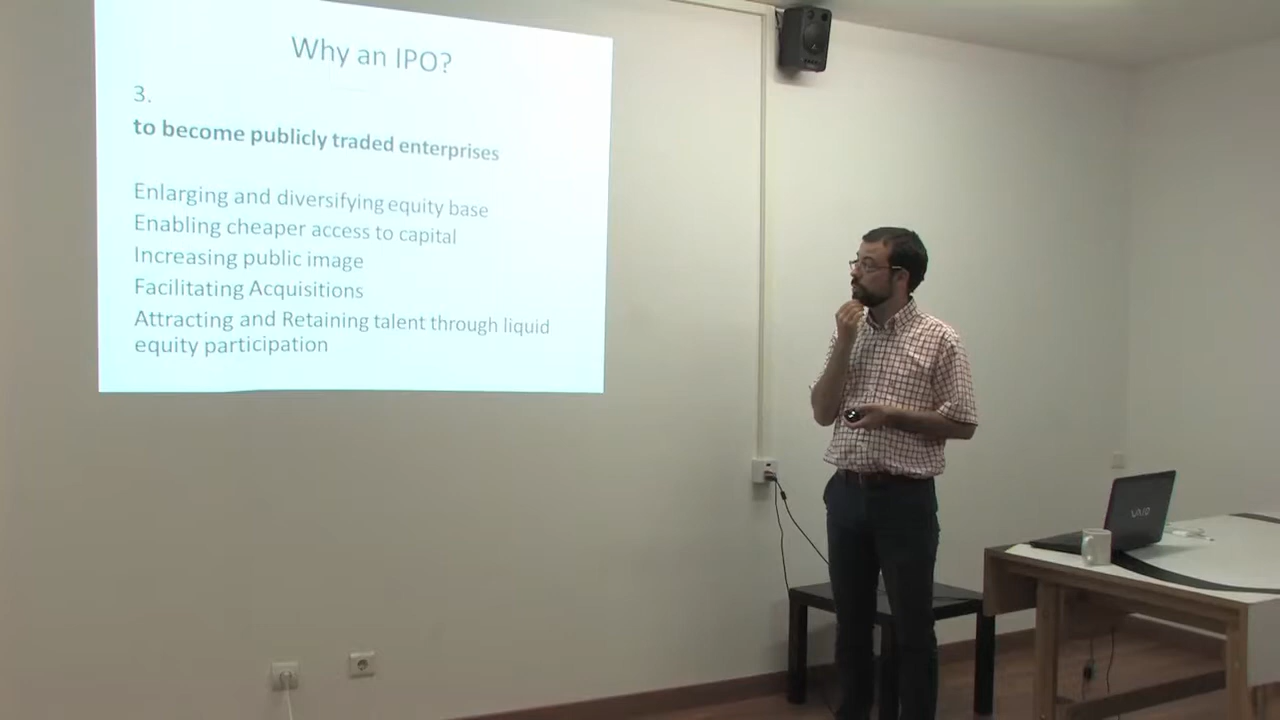 Why an IPO?
3.
to become publicly traded enterprises
Enlarging and diversifying equity base
Enabling cheaper access to capital
Increasing public image
Facilitating Acquisitions
Attracting and Retaining talent through liquid
equity participation
VAIO